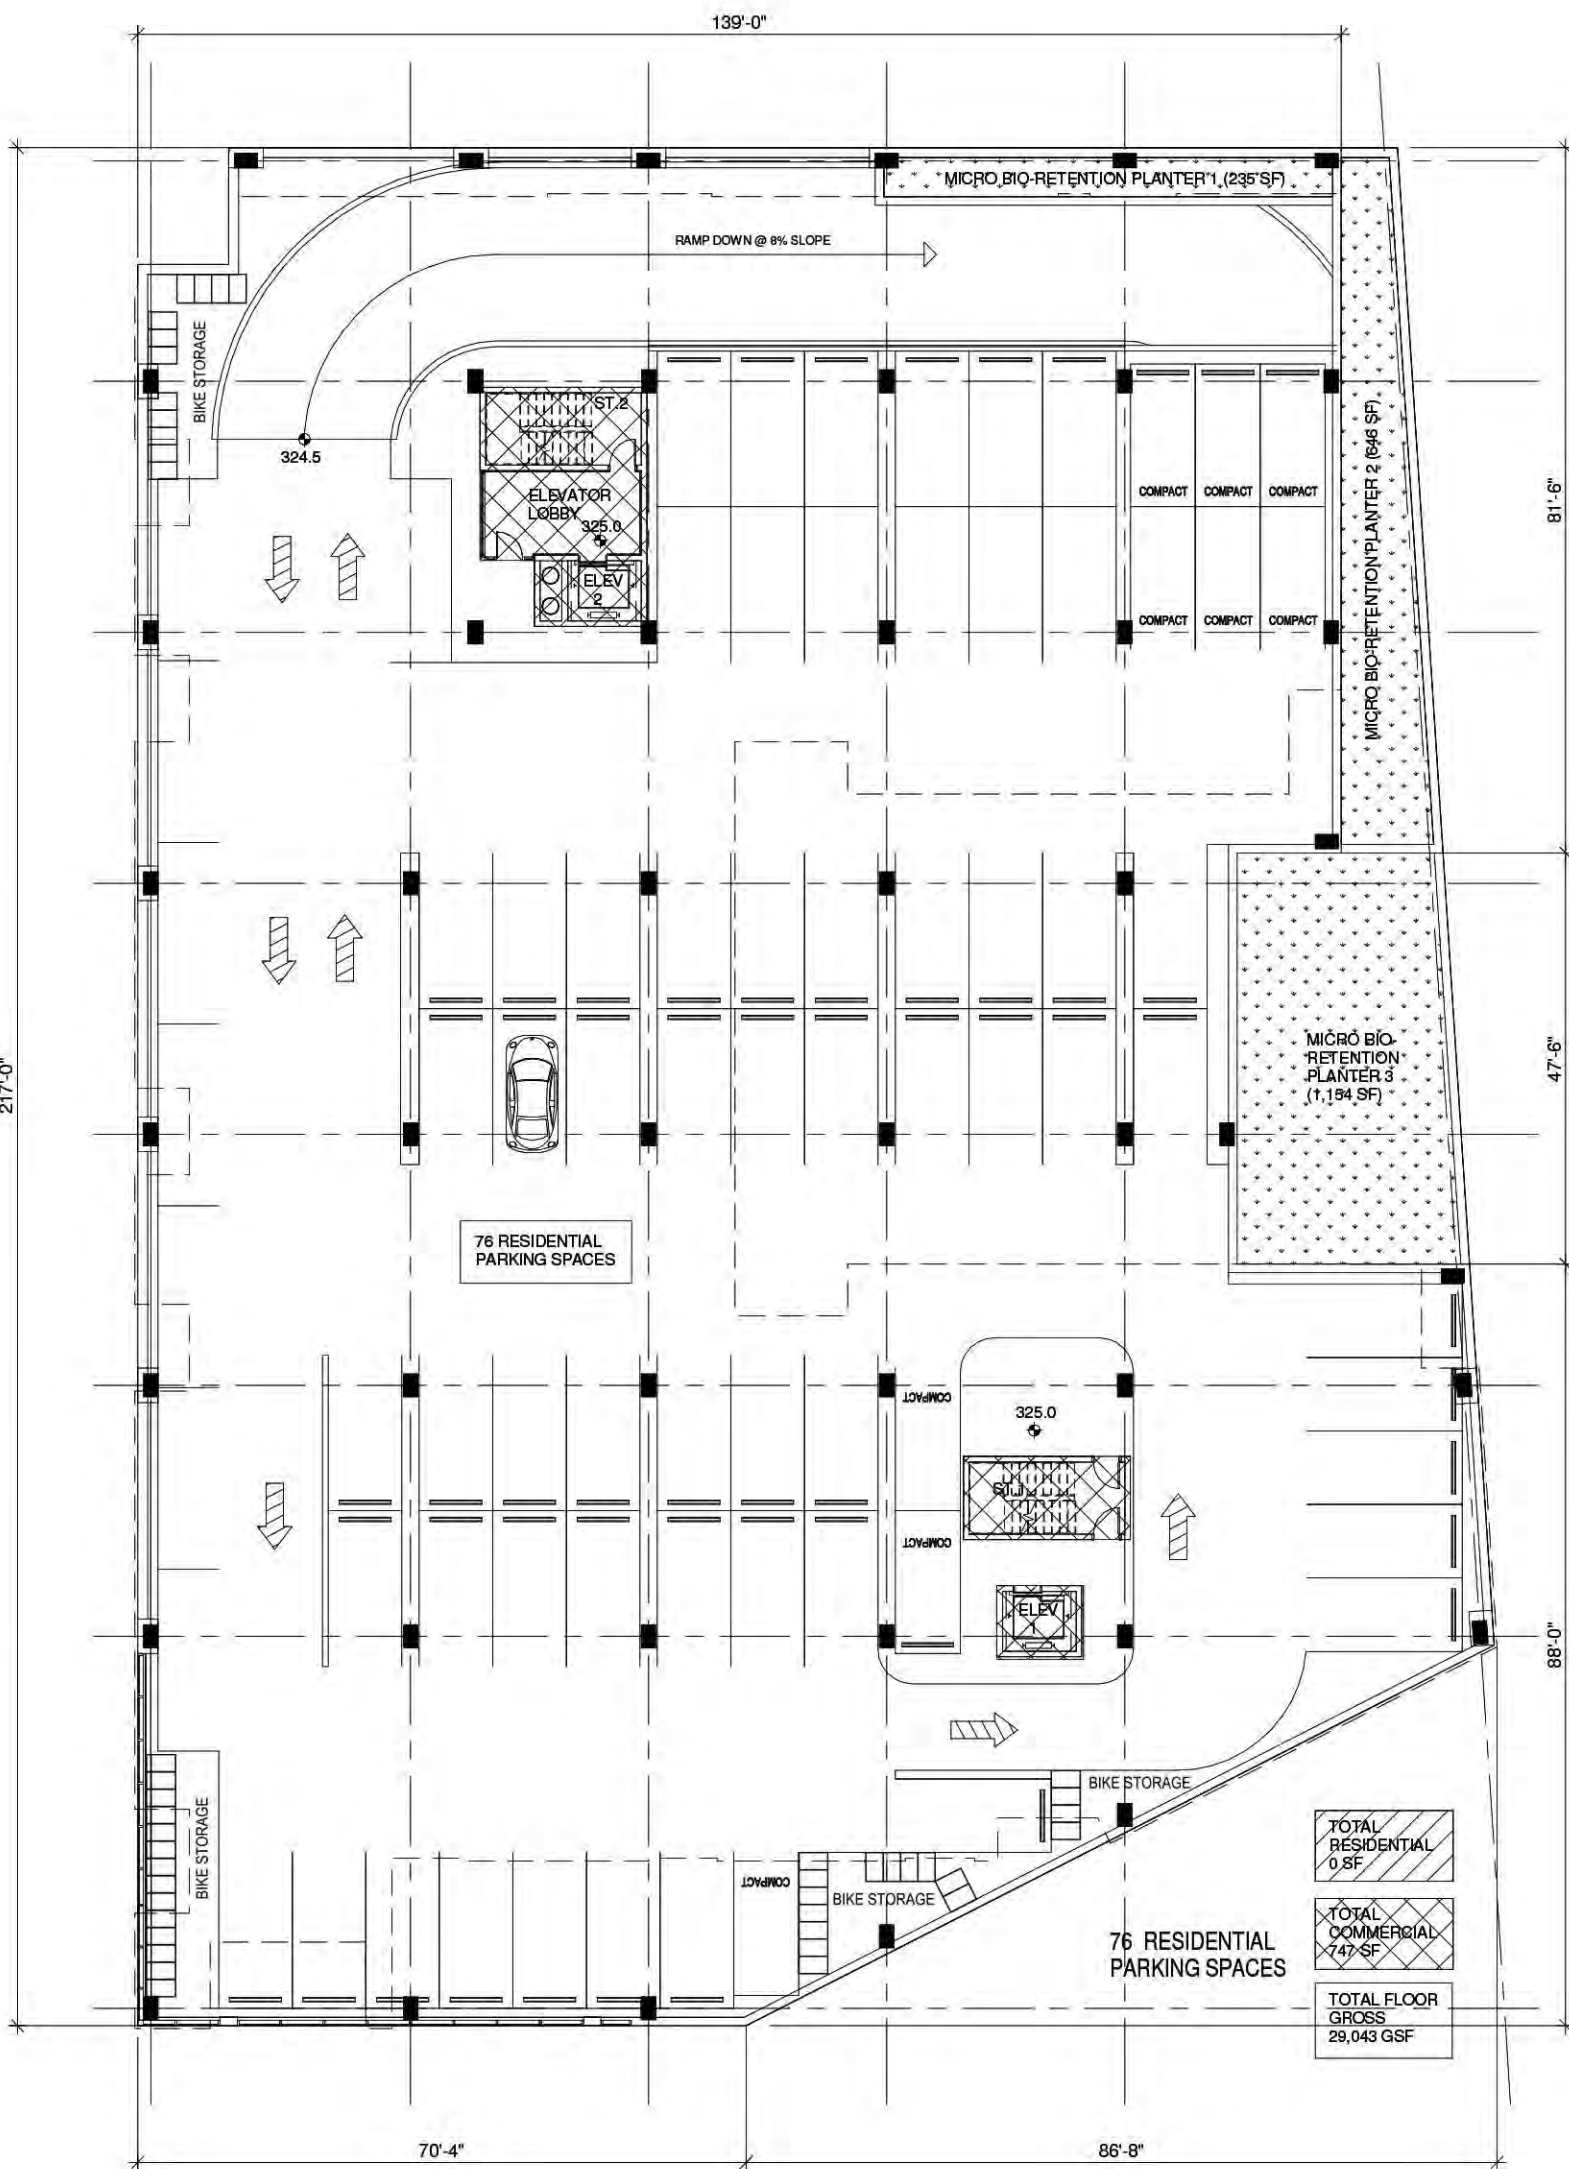 139'-0"
MICRO BIO-RETENTION PLANTER 1 (235 SF)
RAMP DOWN @ 8% SLOPE
BIKE STORAGE
324.5
ST.2
ELEVATOR
LOBBY
325.0
ELEV
2
COMPACT COMPACT COMPACT
COMPACT COMPACT COMPACT
MICRO BIO-RETENTION PLANTER 2 (646 SF)
81'-6"
217'-0"
MICRO BIO-
RETENTION
PLANTER 3
(1,154 SF)
47'-6"
76 RESIDENTIAL
PARKING SPACES
COMPACT
325.0
ST.1
COMPACT
ELEV
1
88'-0"
BIKE STORAGE
BIKE STORAGE
COMPACT
BIKE STORAGE
76 RESIDENTIAL
PARKING SPACES
TOTAL
RESIDENTIAL
0 SF
TOTAL
COMMERCIAL
747 SF
TOTAL FLOOR
GROSS
29,043 GSF
70'-4"
86'-8"